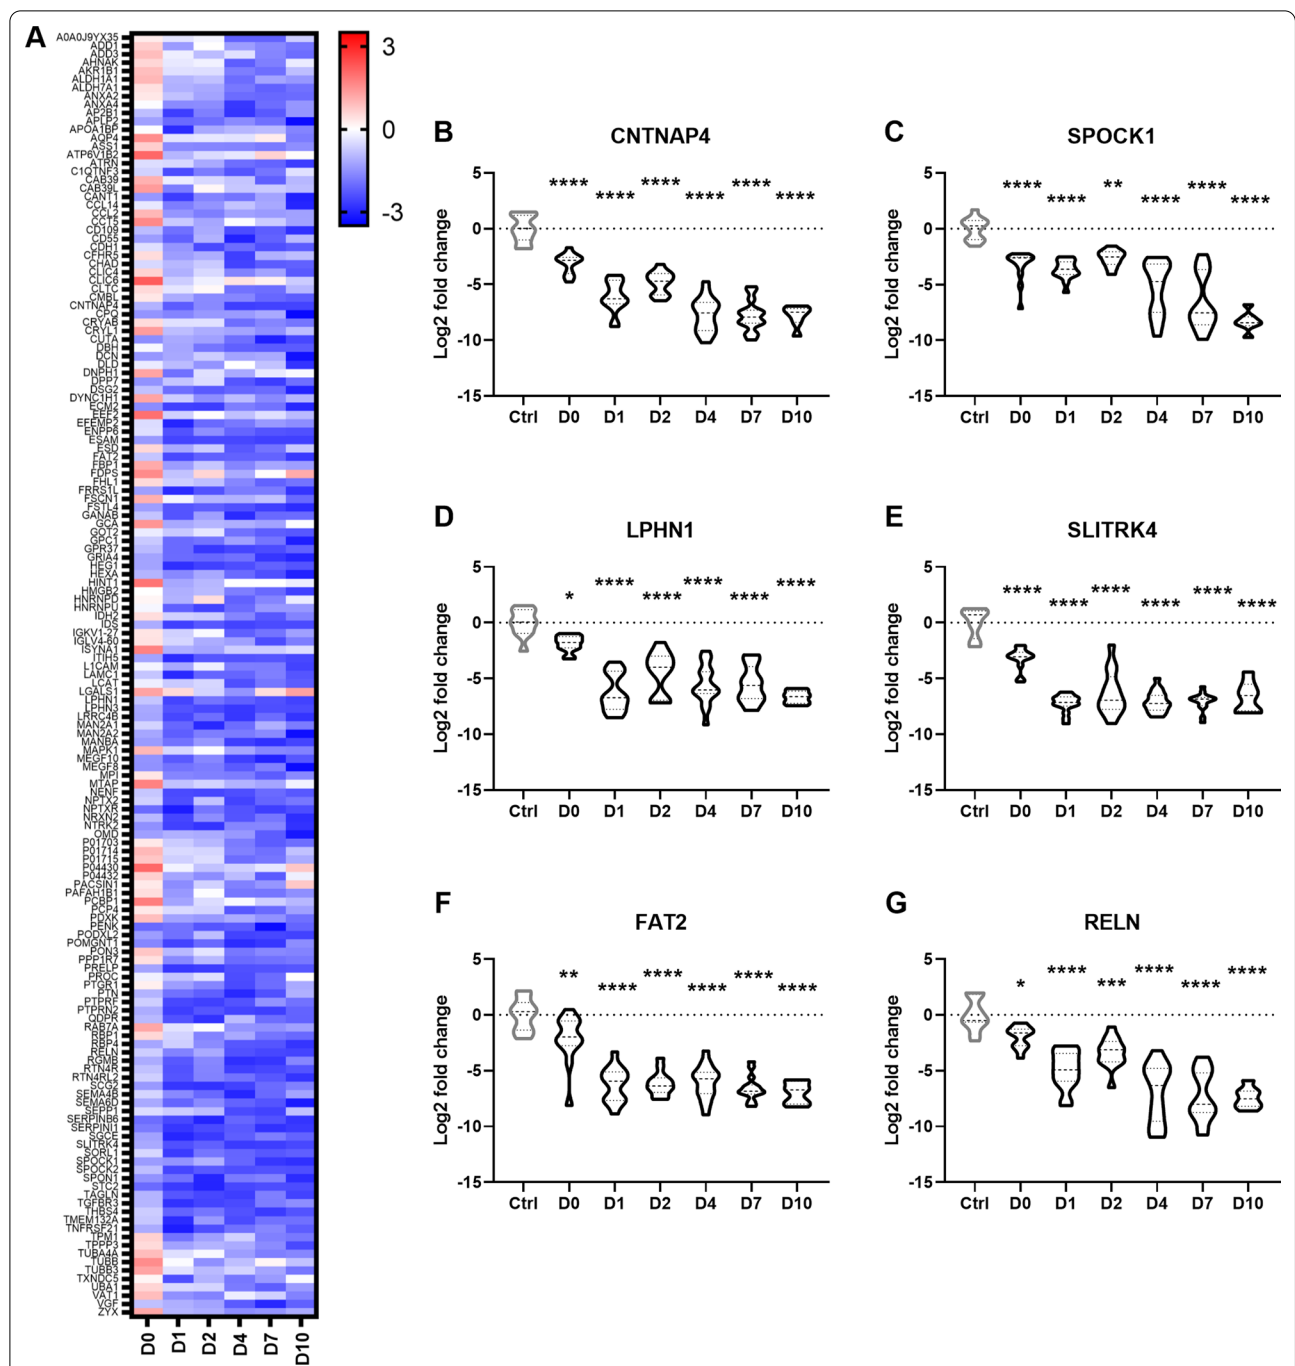 A
A0A0J9YX35
ADD1
ADD3
AHNAK
AKR1B1
ALDH1A1
ALDH7A1
ANXA2
ANXA4
AP2B1
APLP2
APOA1BP
AQP4
ASS1
ATP6V1B2
ATRN
C1QTNF3
CAB39
CAB39L
CANT1
CCL14
CCL2
CCT5
CD109
CD55
CDH1
CFHR5
CHAD
CLIC4
CLIC6
CLTC
CMBL
CNTNAP4
CPQ
CRYAB
CRYL1
CUTA
DBH
DCN
DLD
DNPH1
DPP7
DSG2
DYNC1H1
ECM2
EEF2
EFEMP2
ENPP6
ESAM
ESD
FAT2
FBP1
FDPS
FHL1
FRRS1L
FSCN1
FSTL4
GANAB
GCA
GOT2
GPC1
GPR37
GRIA4
HEG1
HEXA
HINT1
HMGB2
HNRNPD
HNRNPU
IDH2
IDS
IGKV1-27
IGLV4-60
ISYNA1
ITIH5
L1CAM
LAMC1
LCAT
LGALS1
LPHN1
LPHN3
LRRC4B
MAN2A1
MAN2A2
MANBA
MAPK1
MEGF10
MEGF8
MPI
MTAP
NENF
NPTX2
NPTXR
NRXN2
NTRK2
OMD
P01703
P01714
P01715
P04430
P04432
PACSIN1
PAFAH1B1
PCBP1
PCP4
PDXK
PENK
PODXL2
POMGNT1
PON3
PPP1R7
PRELP
PROC
PTGR1
PTN
PTPRF
PTPRN2
QDPR
RAB7A
RBP1
RBP4
RELN
RGMB
RTN4R
RTN4RL2
SCG2
SEMA4B
SEMA6D
SEPP1
SERPINB6
SERPINI1
SGCE
SLITRK4
SORL1
SPOCK1
SPOCK2
SPON1
STC2
TAGLN
TGFBR3
THBS4
TMEM132A
TNFRSF21
TPM1
TPPP3
TUBA4A
TUBB
TUBB3
TXNDC5
UBA1
VAT1
VGF
ZYX
D0 D1 D2 D4 D7 D10
3
0
-3
B
CNTNAP4
Log2 fold change
5
0
-5
-10
-15
**** **** **** **** **** ****
Ctrl D0 D1 D2 D4 D7 D10
C
SPOCK1
Log2 fold change
5
0
-5
-10
-15
**** **** ** **** **** ****
Ctrl D0 D1 D2 D4 D7 D10
D
LPHN1
Log2 fold change
5
0
-5
-10
-15
* **** **** **** **** ****
Ctrl D0 D1 D2 D4 D7 D10
E
SLITRK4
Log2 fold change
5
0
-5
-10
-15
**** **** **** **** **** ****
Ctrl D0 D1 D2 D4 D7 D10
F
FAT2
Log2 fold change
5
0
-5
-10
-15
** **** **** **** **** ****
Ctrl D0 D1 D2 D4 D7 D10
G
RELN
Log2 fold change
5
0
-5
-10
-15
* **** *** **** **** ****
Ctrl D0 D1 D2 D4 D7 D10